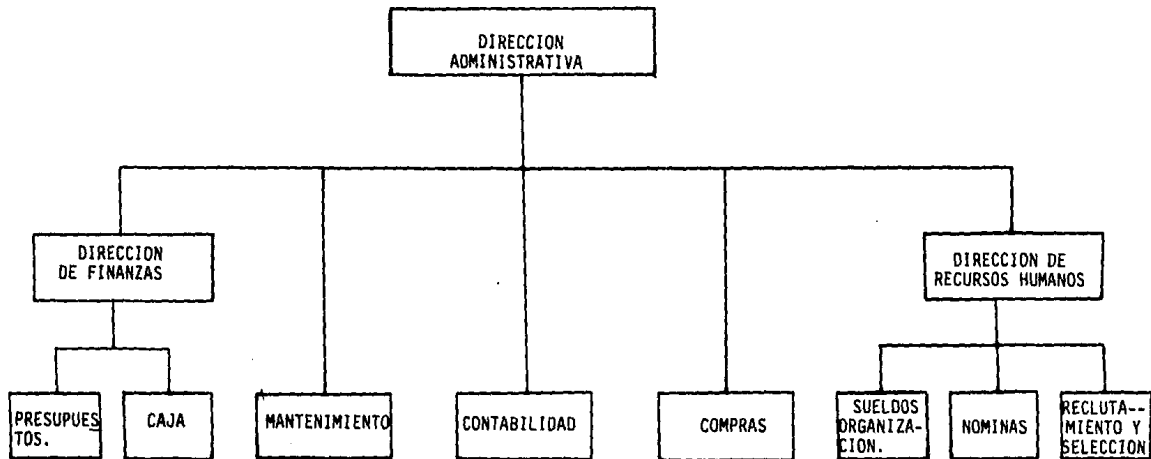 DIRECCION
ADMINISTRATIVA
DIRECCION
DE FINANZAS
DIRECCION DE
RECURSOS HUMANOS
PRESUPUES
TOS.
CAJA
MANTENIMIENTO
CONTABILIDAD
COMPRAS
SUELDOS
ORGANIZA-
CION.
NOMINAS
RECLUTA--
MIENTO Y
SELECCION